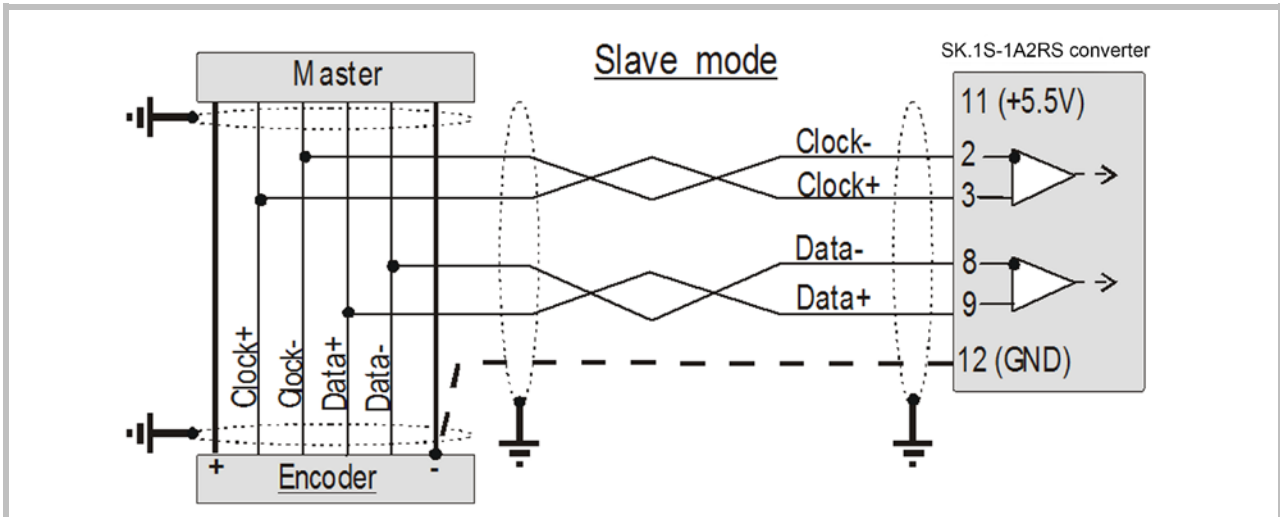 Slave mode
SK.1S-1A2RS converter
Master
11 (+5.5V)
Clock-
2
Clock+
3
Data-
8
Data+
9
12 (GND)
Clock+
Clock-
Data+
Data-
+
-
Encoder